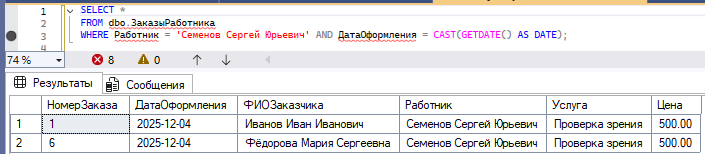 1 SELECT *
2 FROM dbo.ЗаказыРаботника
3 WHERE Работник = 'Семенов Сергей Юрьевич' AND ДатаОформления = CAST(GETDATE() AS DATE);
4
74 % 8 0
Результаты Сообщения
НомерЗаказа ДатаОформления ФИОЗаказчика Работник Услуга Цена
1 1 2025-12-04 Иванов Иван Иванович Семенов Сергей Юрьевич Проверка зрения 500.00
2 6 2025-12-04 Фёдорова Мария Сергеевна Семенов Сергей Юрьевич Проверка зрения 500.00